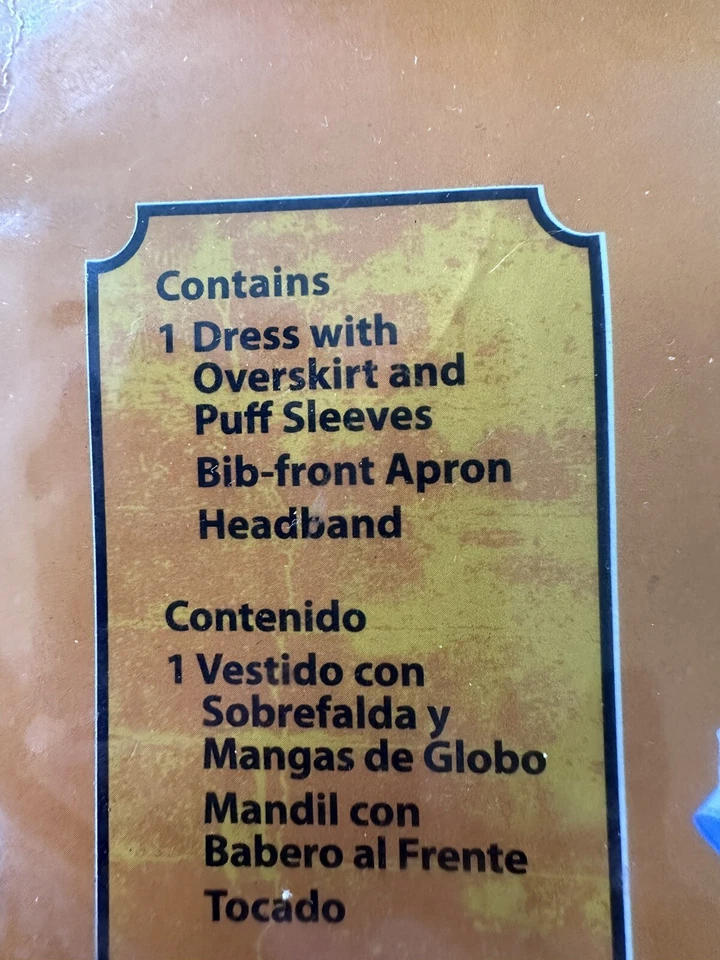 Contains
1 Dress with
Overskirt and
Puff Sleeves
Bib-front Apron
Headband
Contenido
1 Vestido con
Sobrefalda y
Mangas de Globo
Mandil con
Babero al Frente
Tocado